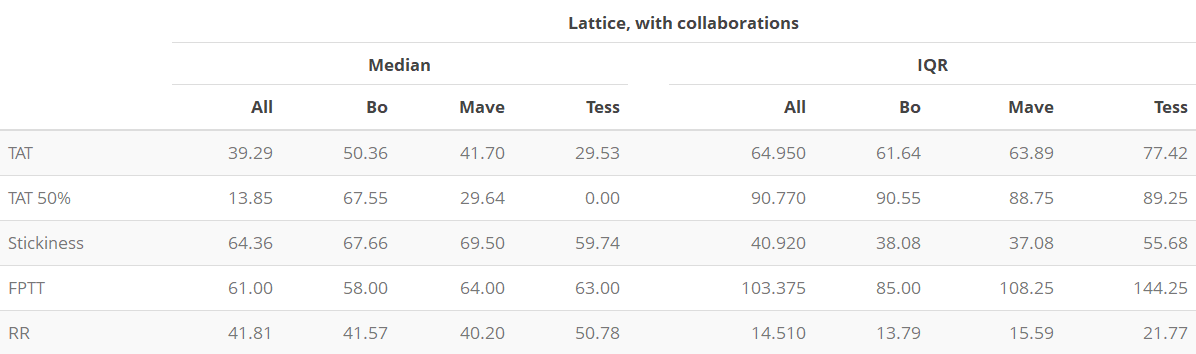 Lattice, with collaborations
Median IQR
All Bo Mave Tess All Bo Mave Tess
TAT 39.29 50.36 41.70 29.53 64.950 61.64 63.89 77.42
TAT 50% 13.85 67.55 29.64 0.00 90.770 90.55 88.75 89.25
Stickiness 64.36 67.66 69.50 59.74 40.920 38.08 37.08 55.68
FPTT 61.00 58.00 64.00 63.00 103.375 85.00 108.25 144.25
RR 41.81 41.57 40.20 50.78 14.510 13.79 15.59 21.77